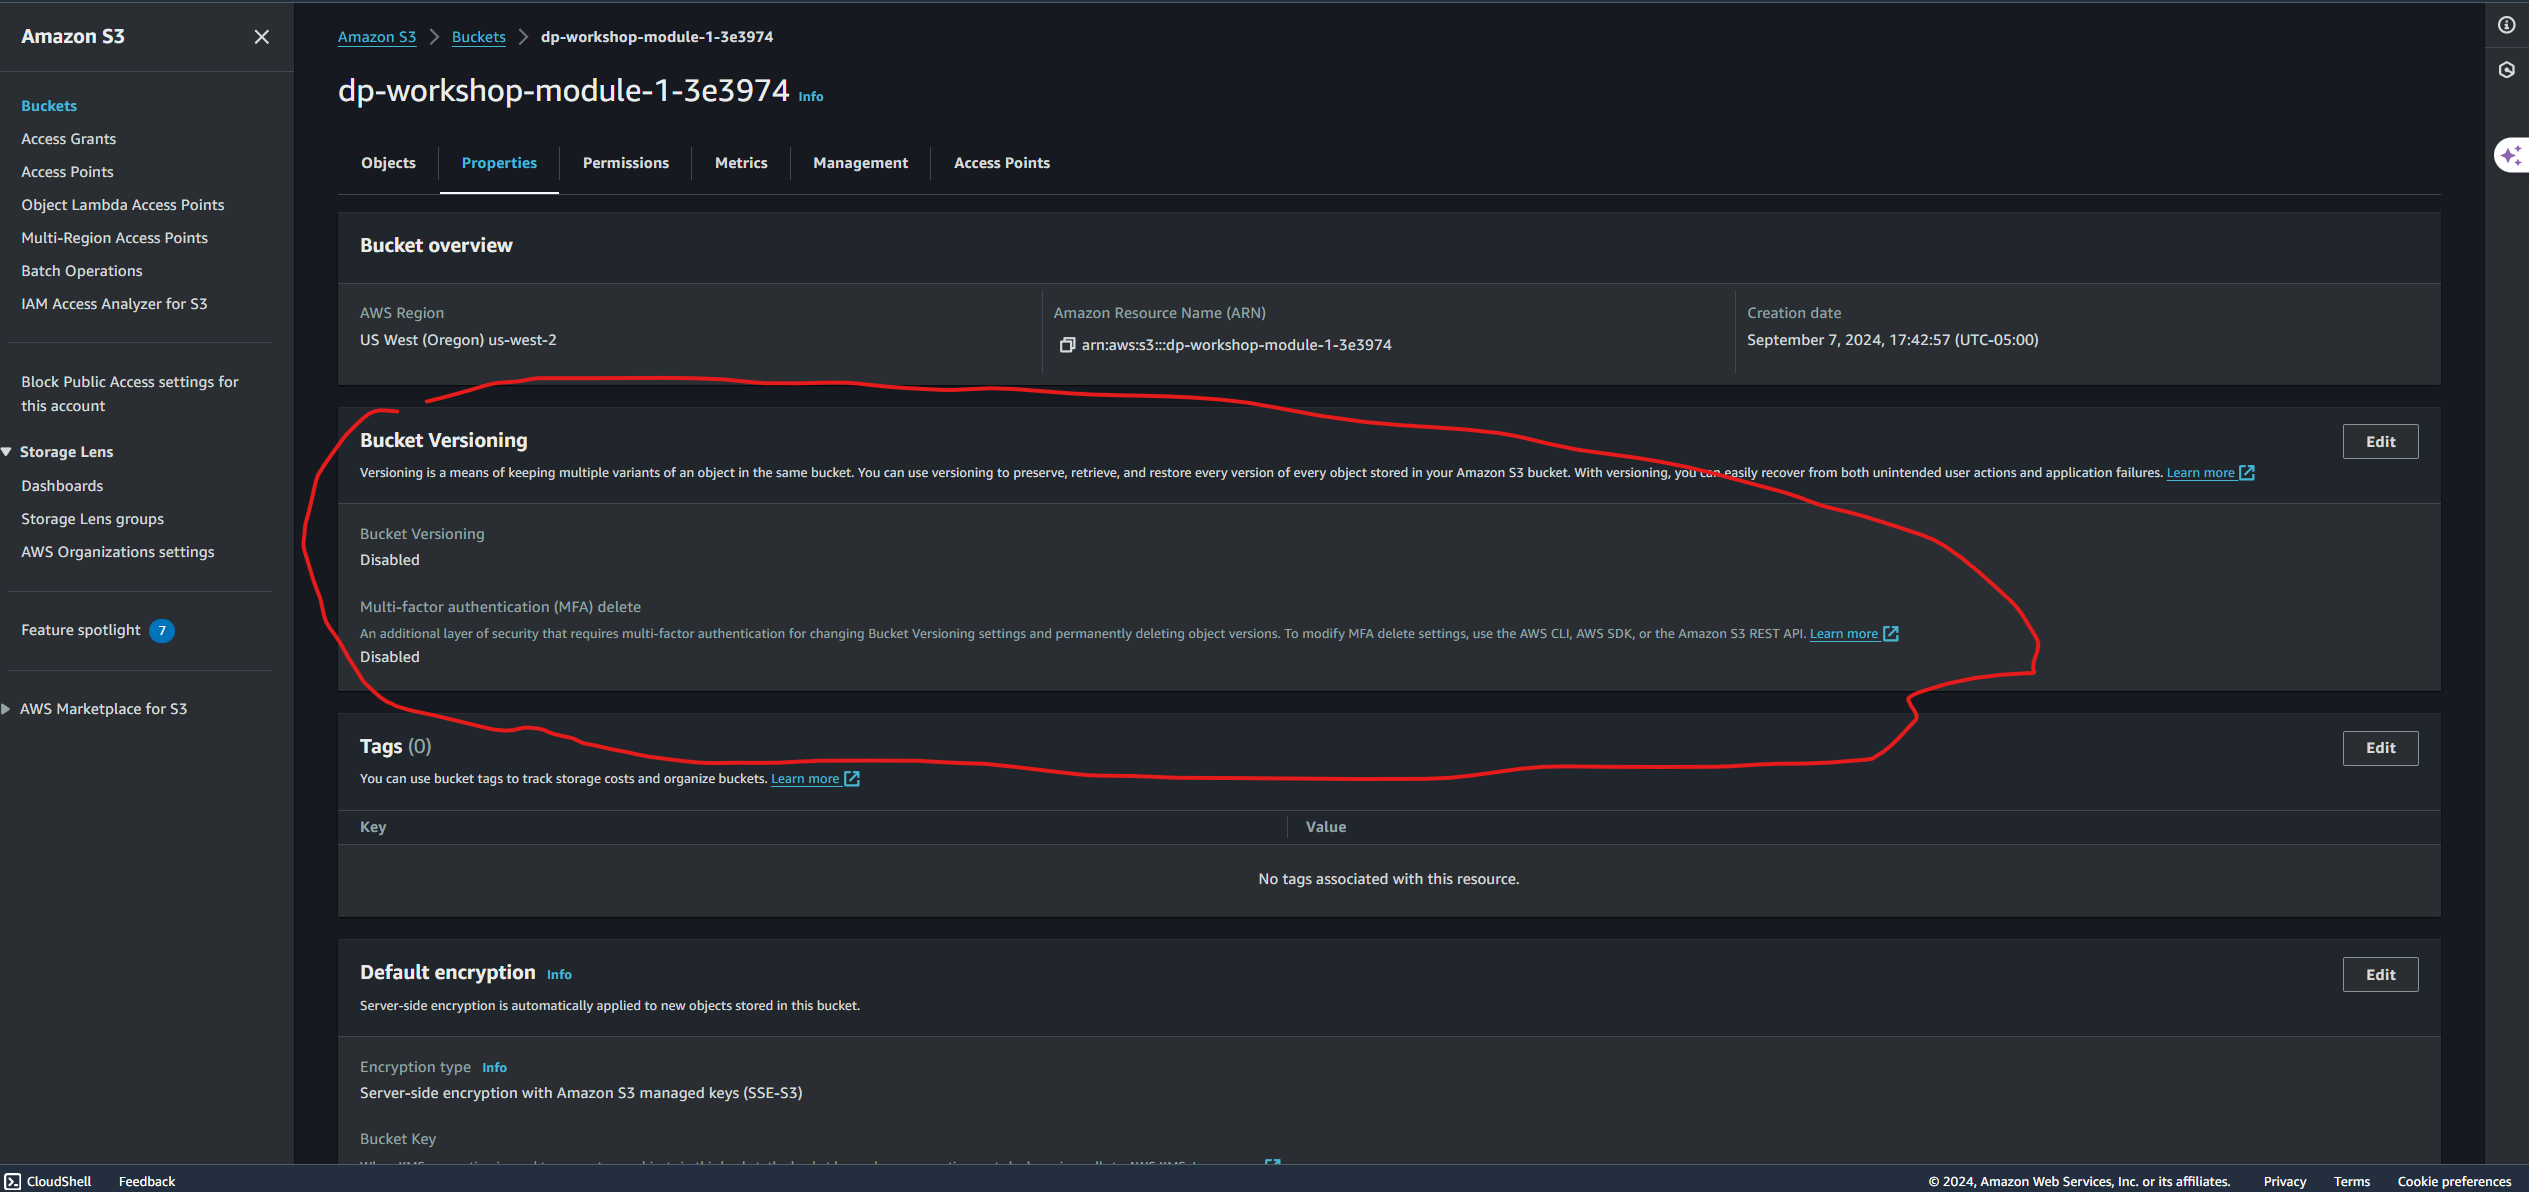 Amazon S3
Amazon S3 > Buckets > dp-workshop-module-1-3e3974
dp-workshop-module-1-3e3974 Info
Buckets
Access Grants
Access Points
Object Lambda Access Points
Multi-Region Access Points
Batch Operations
IAM Access Analyzer for S3
Block Public Access settings for
this account
Storage Lens
Dashboards
Storage Lens groups
AWS Organizations settings
Feature spotlight 7
AWS Marketplace for S3
Objects
Properties
Permissions
Metrics
Management
Access Points
Bucket overview
AWS Region
US West (Oregon) us-west-2
Amazon Resource Name (ARN)
arn:aws:s3:::dp-workshop-module-1-3e3974
Creation date
September 7, 2024, 17:42:57 (UTC-05:00)
Bucket Versioning
Edit
Versioning is a means of keeping multiple variants of an object in the same bucket. You can use versioning to preserve, retrieve, and restore every version of every object stored in your Amazon S3 bucket. With versioning, you can easily recover from both unintended user actions and application failures. Learn more
Bucket Versioning
Disabled
Multi-factor authentication (MFA) delete
An additional layer of security that requires multi-factor authentication for changing Bucket Versioning settings and permanently deleting object versions. To modify MFA delete settings, use the AWS CLI, AWS SDK, or the Amazon S3 REST API. Learn more
Disabled
Tags (0)
Edit
You can use bucket tags to track storage costs and organize buckets. Learn more
Key
Value
No tags associated with this resource.
Default encryption Info
Edit
Server-side encryption is automatically applied to new objects stored in this bucket.
Encryption type Info
Server-side encryption with Amazon S3 managed keys (SSE-S3)
Bucket Key
CloudShell
Feedback
© 2024, Amazon Web Services, Inc. or its affiliates.
Privacy
Terms
Cookie preferences